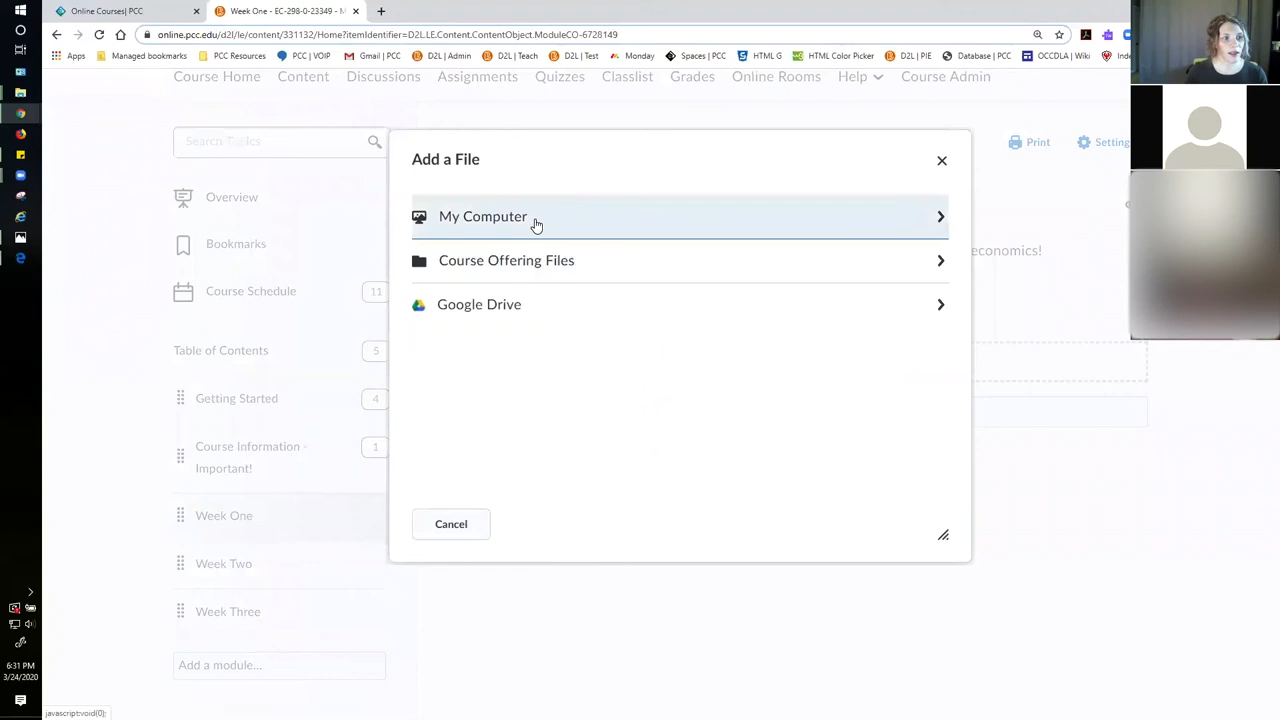 Online Courses| PCC
Week One - EC-298-0-23349 - M
online.pcc.edu/d2l/le/content/331132/Home?itemIdentifier=D2L.LE.Content.ContentObject.ModuleCO-6728149
Apps Managed bookmarks PCC Resources PCC | VOIP Gmail | PCC D2L | Admin D2L | Teach D2L | Test Monday Spaces | PCC HTML G HTML Color Picker D2L | PIE Database | PCC OCCDLA | Wiki
Course Home Content Discussions Assignments Quizzes Classlist Grades Online Rooms Help Course Admin
Search Topics
Add a File
Print
Setting
Overview
My Computer
Bookmarks
economics!
Course Offering Files
Course Schedule 11
Google Drive
Table of Contents 5
Getting Started 4
Course Information -
Important!
1
Week One
Cancel
Week Two
Week Three
Add a module...
6:31 PM
3/24/2020
javascript:void(0);